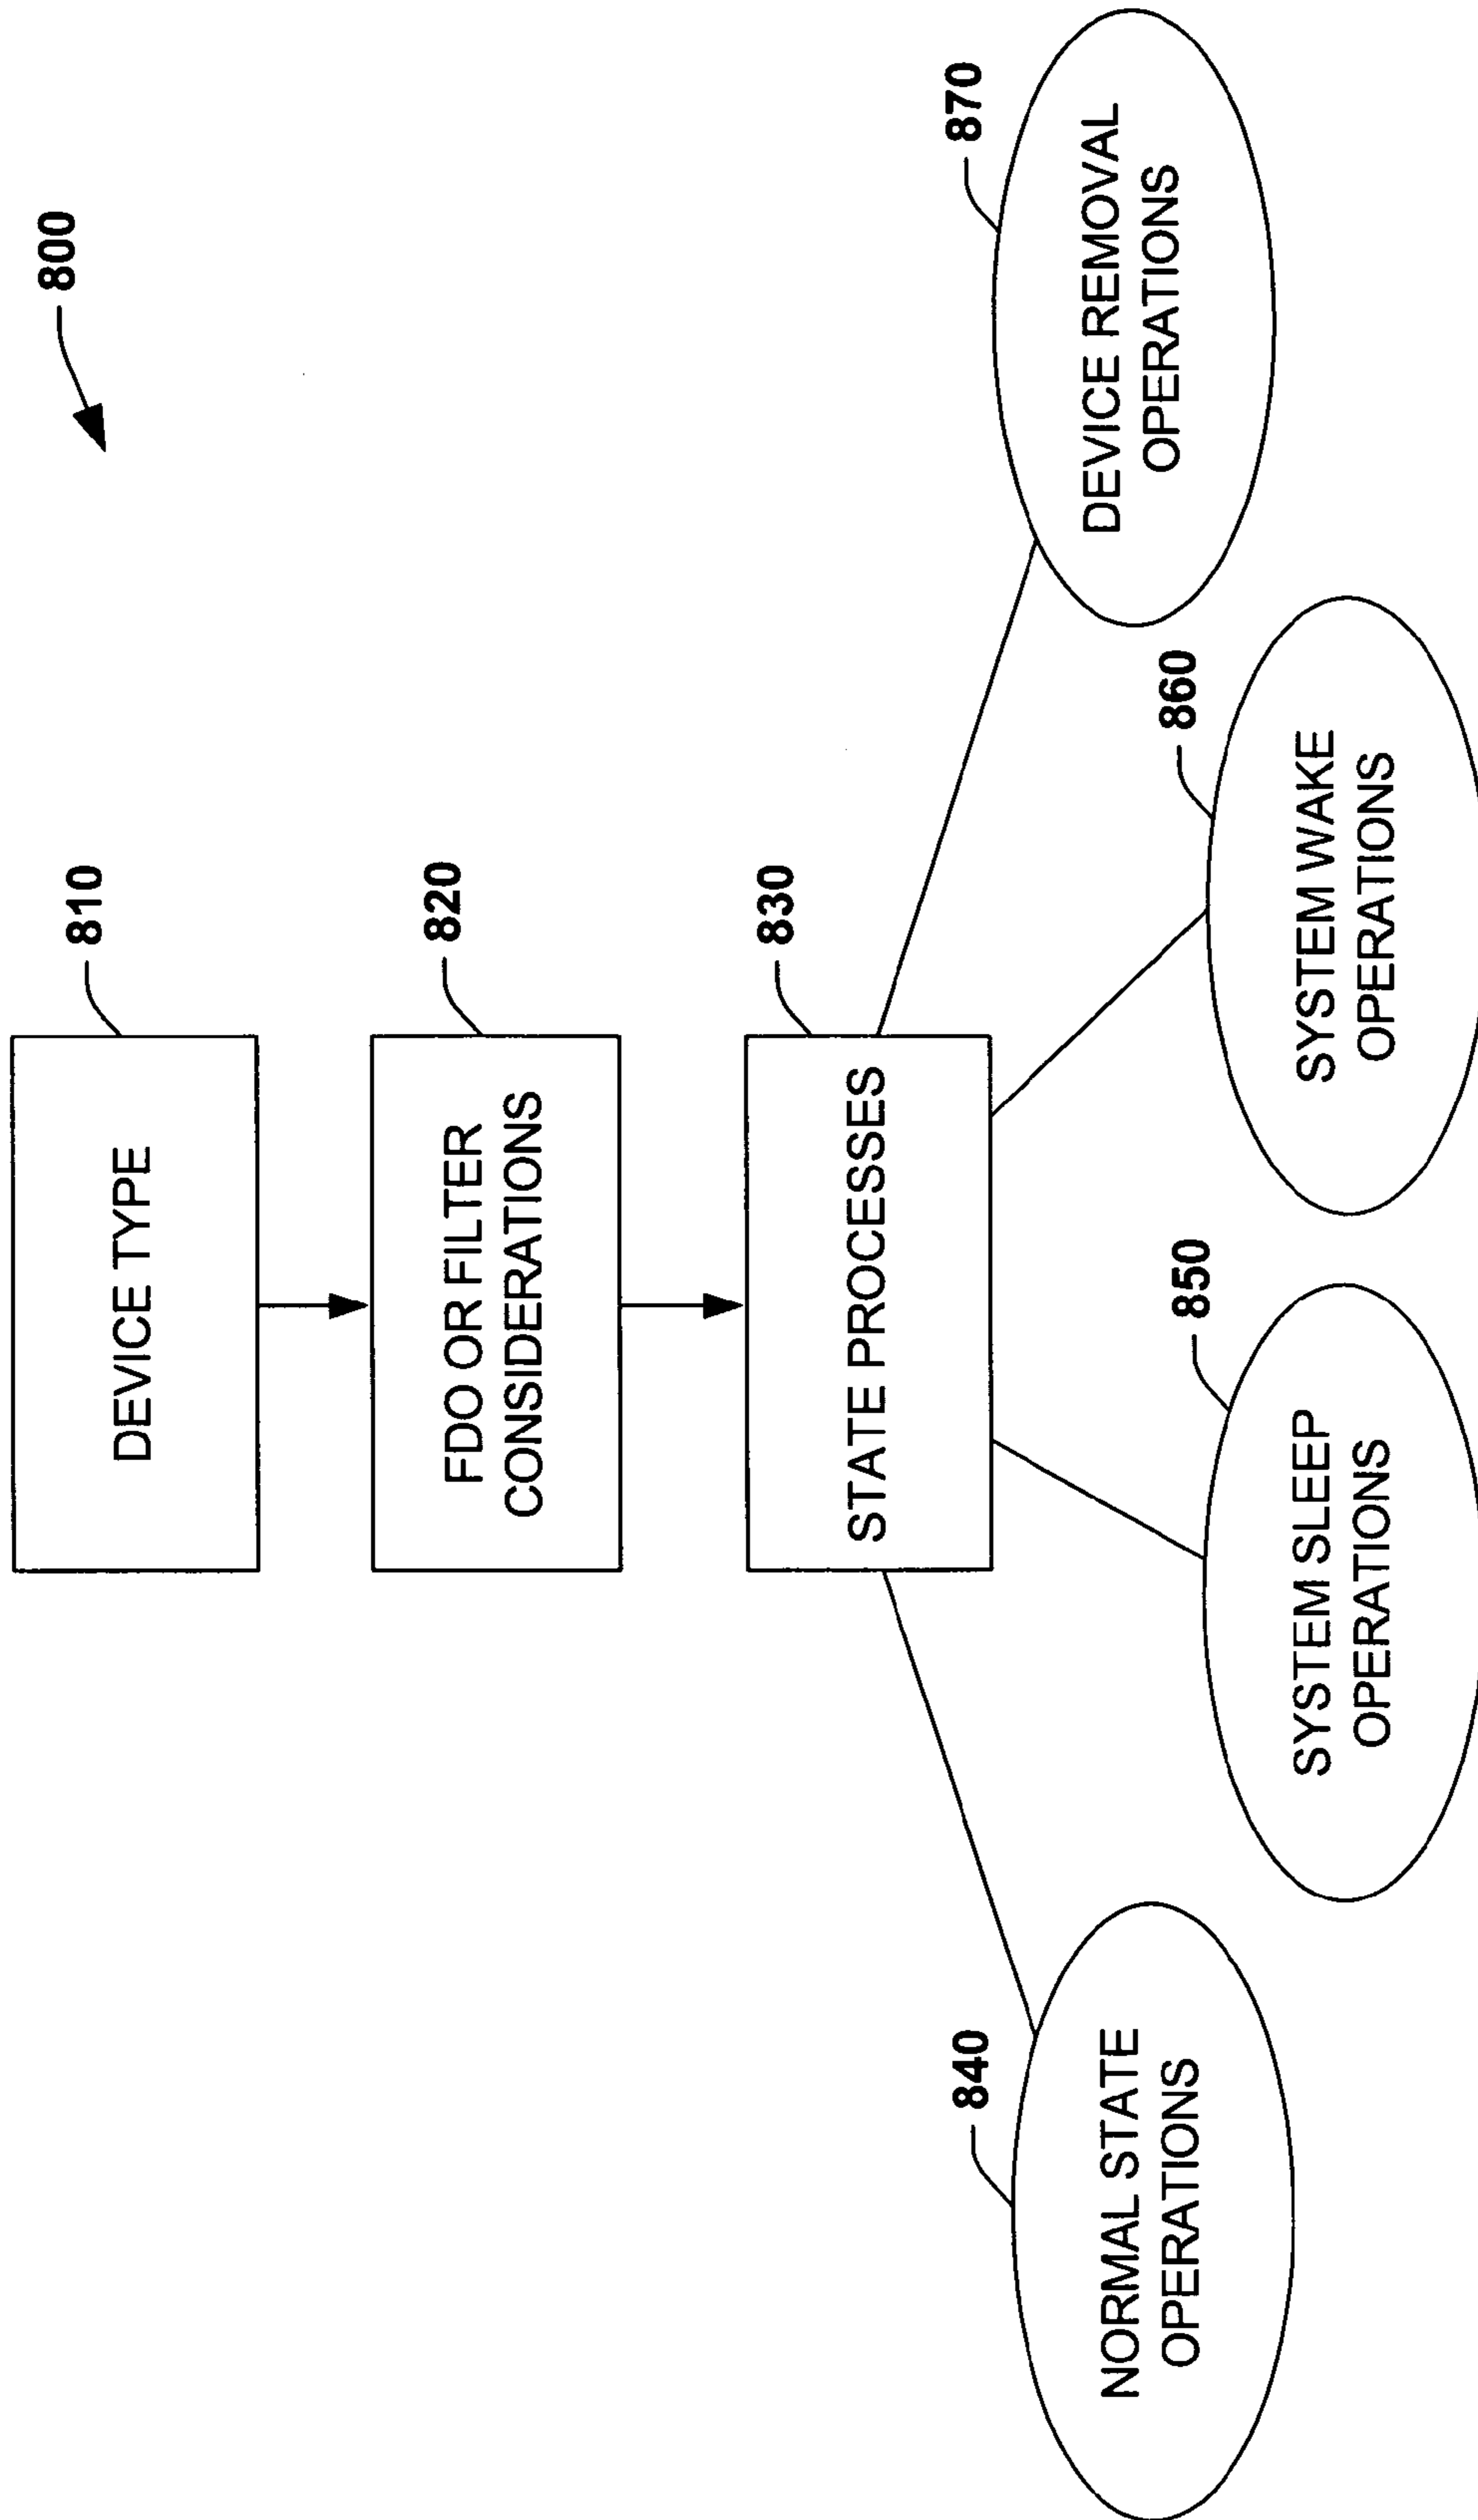 800
DEVICE TYPE
810
FDO OR FILTER
CONSIDERATIONS
820
STATE PROCESSES
830
NORMAL STATE
OPERATIONS
840
SYSTEM SLEEP
OPERATIONS
850
SYSTEM WAKE
OPERATIONS
860
DEVICE REMOVAL
OPERATIONS
870